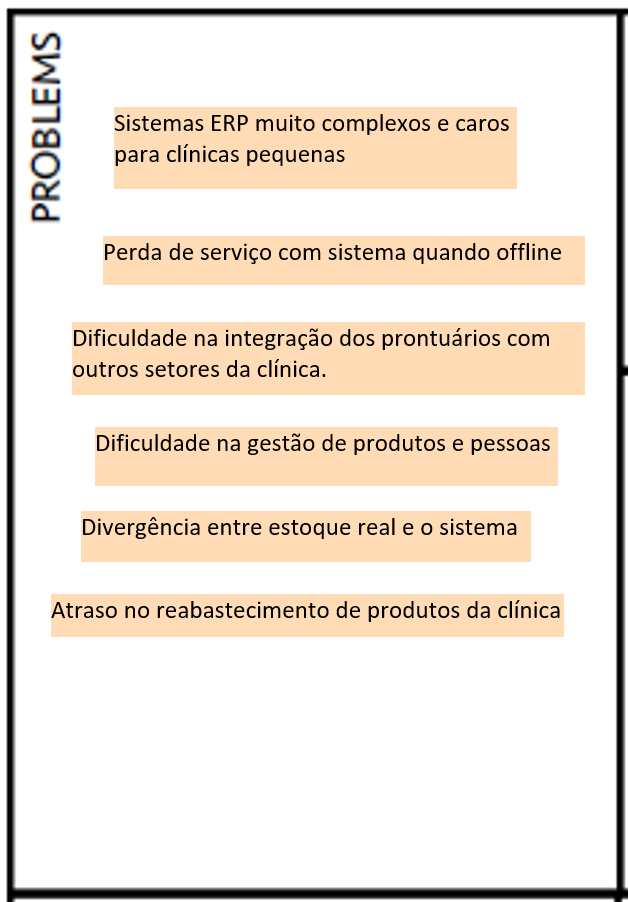 PROBLEMS
Sistemas ERP muito complexos e caros
para clínicas pequenas
Perda de serviço com sistema quando offline
Dificuldade na integração dos prontuários com
outros setores da clínica.
Dificuldade na gestão de produtos e pessoas
Divergência entre estoque real e o sistema
Atraso no reabastecimento de produtos da clínica